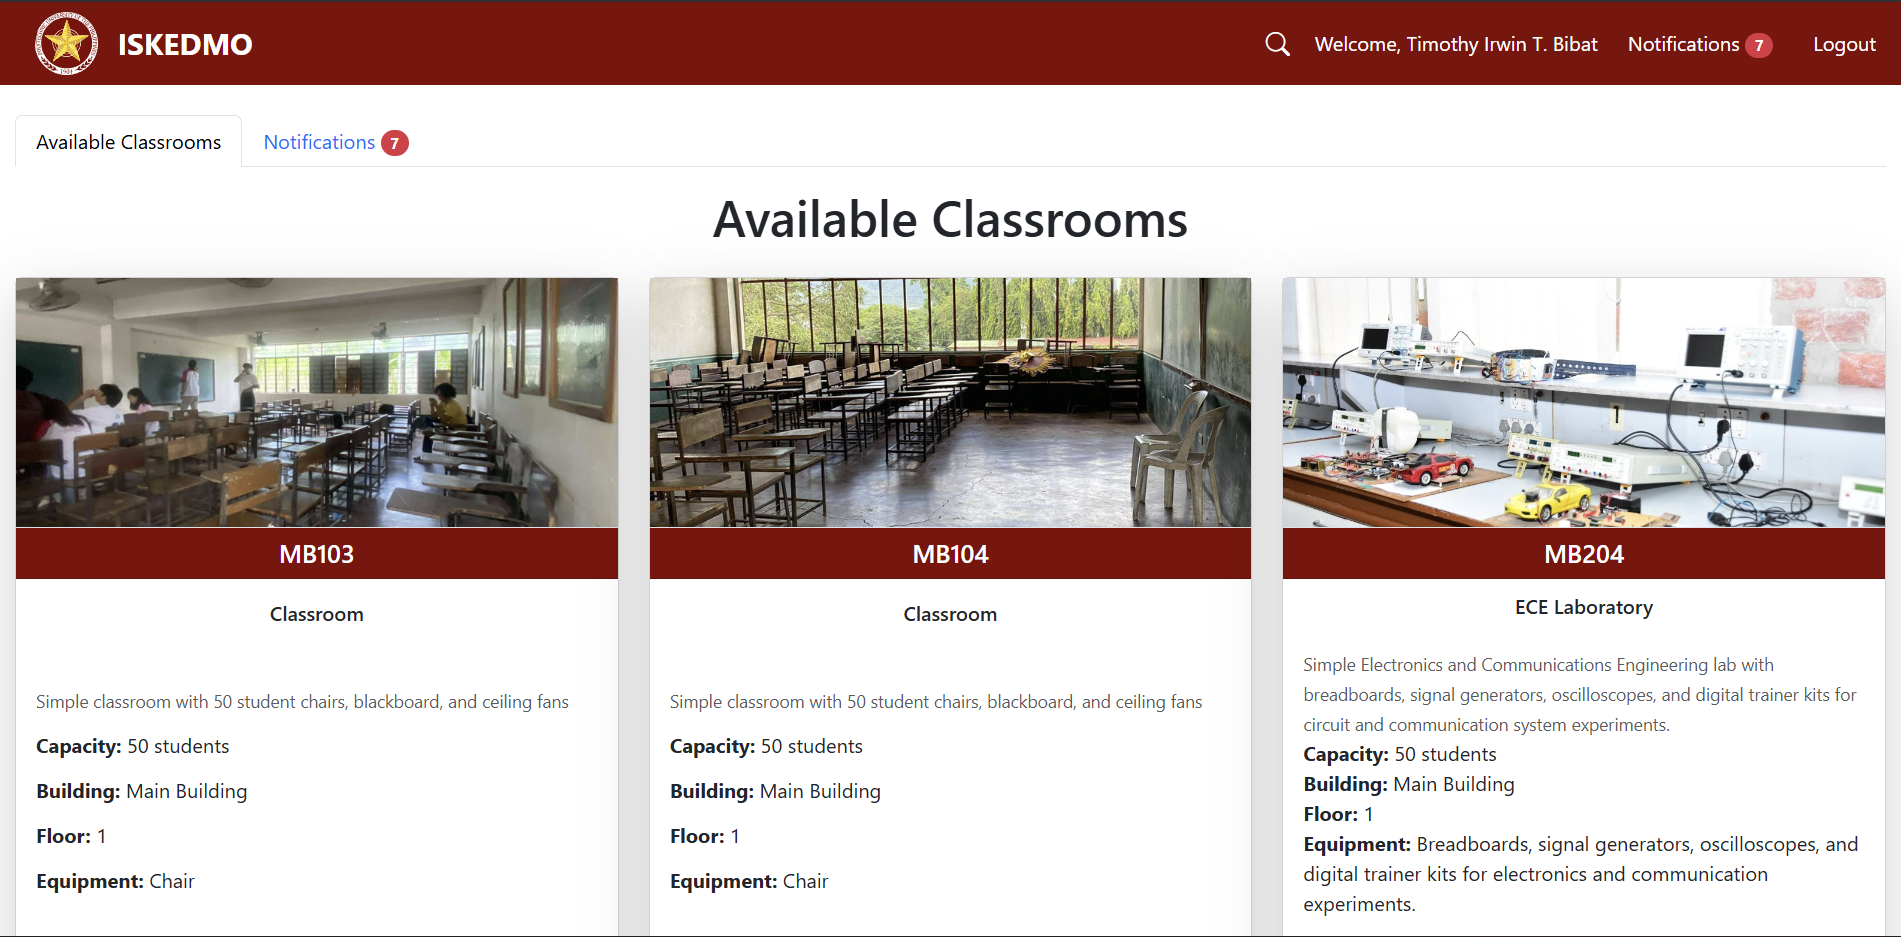 ISKEDMO
Welcome, Timothy Irwin T. Bibat
Notifications 7
Logout
Available Classrooms
Notifications 7
Available Classrooms
MB103
Classroom
Simple classroom with 50 student chairs, blackboard, and ceiling fans
Capacity: 50 students
Building: Main Building
Floor: 1
Equipment: Chair
MB104
Classroom
Simple classroom with 50 student chairs, blackboard, and ceiling fans
Capacity: 50 students
Building: Main Building
Floor: 1
Equipment: Chair
MB204
ECE Laboratory
Simple Electronics and Communications Engineering lab with
breadboards, signal generators, oscilloscopes, and digital trainer kits for
circuit and communication system experiments.
Capacity: 50 students
Building: Main Building
Floor: 1
Equipment: Breadboards, signal generators, oscilloscopes, and
digital trainer kits for electronics and communication
experiments.